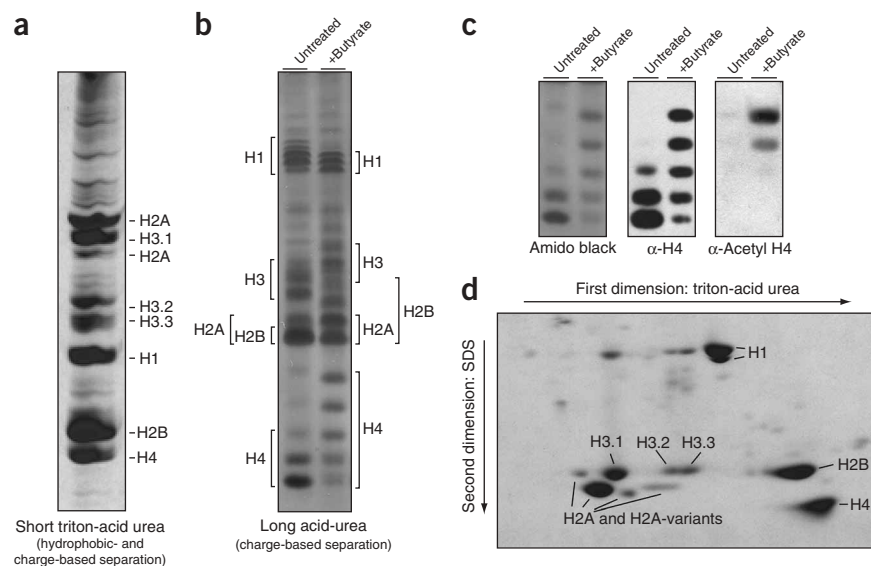 a
H2A
H3.1
H2A
H3.2
H3.3
H1
H2B
H4
Short triton-acid urea
(hydrophobic- and
charge-based separation)
b
Untreated
+Butyrate
H1
H1
H3
H3
H2B
H2A
H2B
H2A
H4
H4
Long acid-urea
(charge-based separation)
c
Untreated
+Butyrate
Untreated
+Butyrate
Untreated
+Butyrate
Amido black
α-H4
α-Acetyl H4
d
First dimension: triton-acid urea
Second dimension: SDS
H1
H3.1
H3.2
H3.3
H2B
H4
H2A and H2A-variants